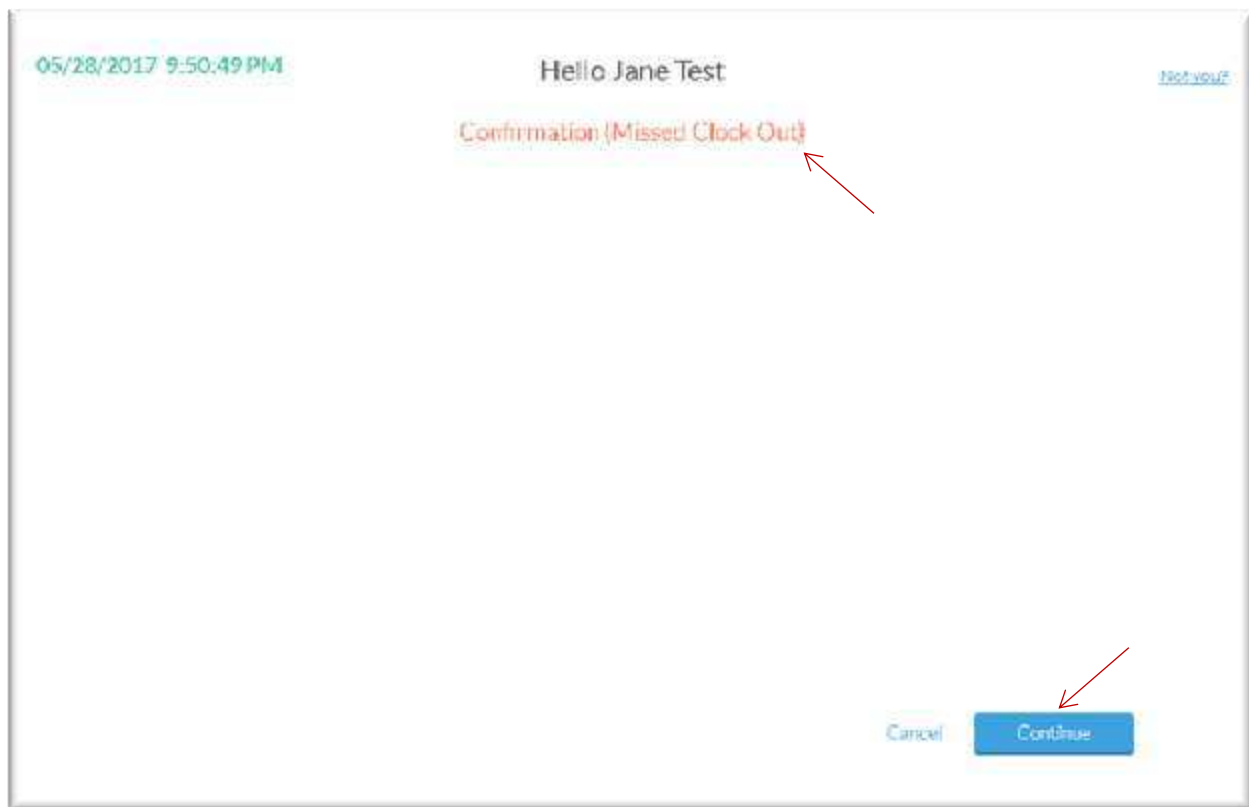 05/28/2017 9:50:49 PM
Hello Jane Test
Not you?
Confirmation (Missed Clock Out)
Cancel
Continue